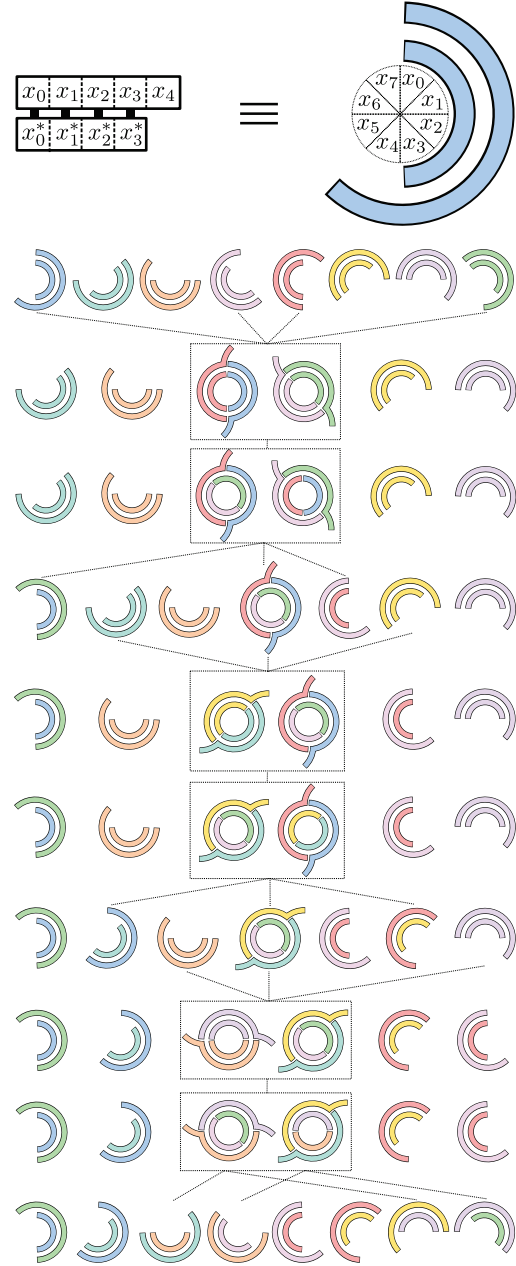 x₀ x₁ x₂ x₃ x₄
x₀* x₁* x₂* x₃*
≡
x₇ x₀
x₆ x₁
x₅ x₂
x₄ x₃